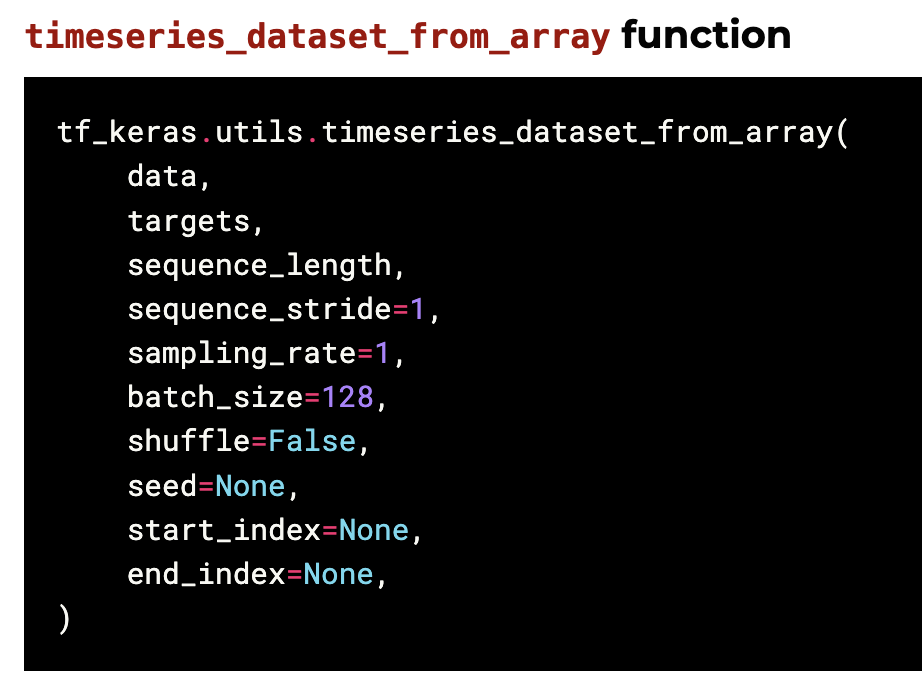 timeseries_dataset_from_array function
tf_keras.utils.timeseries_dataset_from_array(
    data,
    targets,
    sequence_length,
    sequence_stride=1,
    sampling_rate=1,
    batch_size=128,
    shuffle=False,
    seed=None,
    start_index=None,
    end_index=None,
)